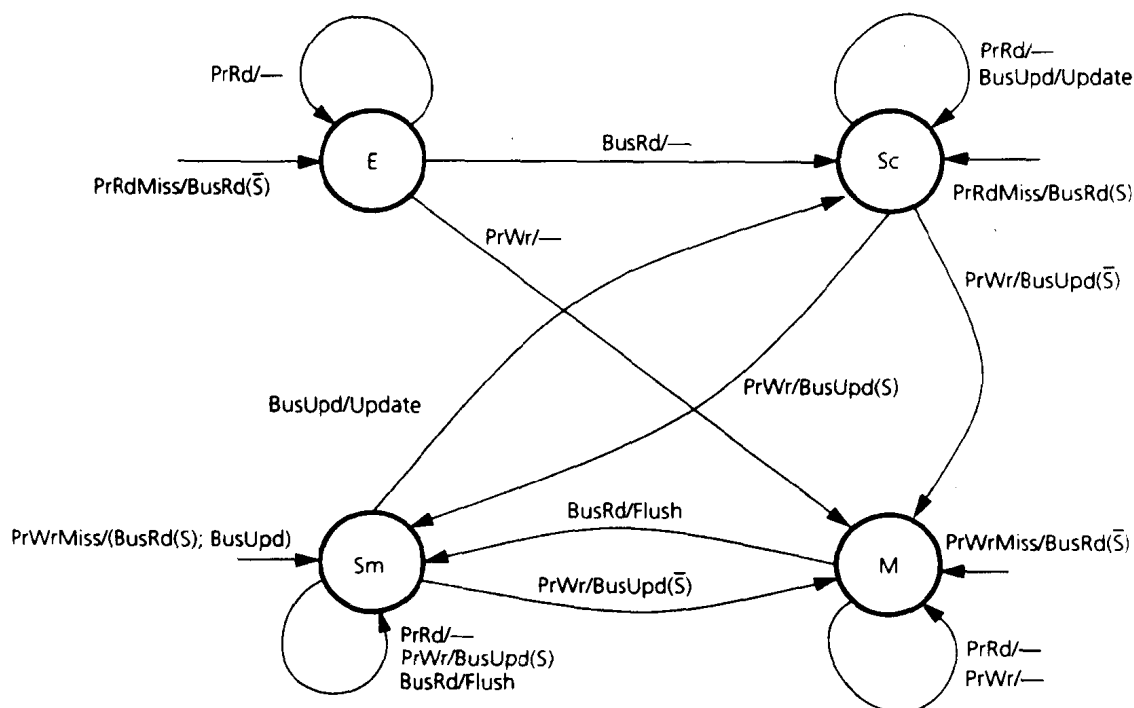 PrRd/—
PrRd/—
BusUpd/Update
E
BusRd/—
Sc
PrRdMiss/BusRd(S̄)
PrRdMiss/BusRd(S)
PrWr/—
PrWr/BusUpd(S̄)
PrWr/BusUpd(S)
BusUpd/Update
BusRd/Flush
PrWrMiss/(BusRd(S); BusUpd)
PrWrMiss/BusRd(S̄)
Sm
M
PrWr/BusUpd(S̄)
PrRd/—
PrWr/BusUpd(S)
BusRd/Flush
PrRd/—
PrWr/—